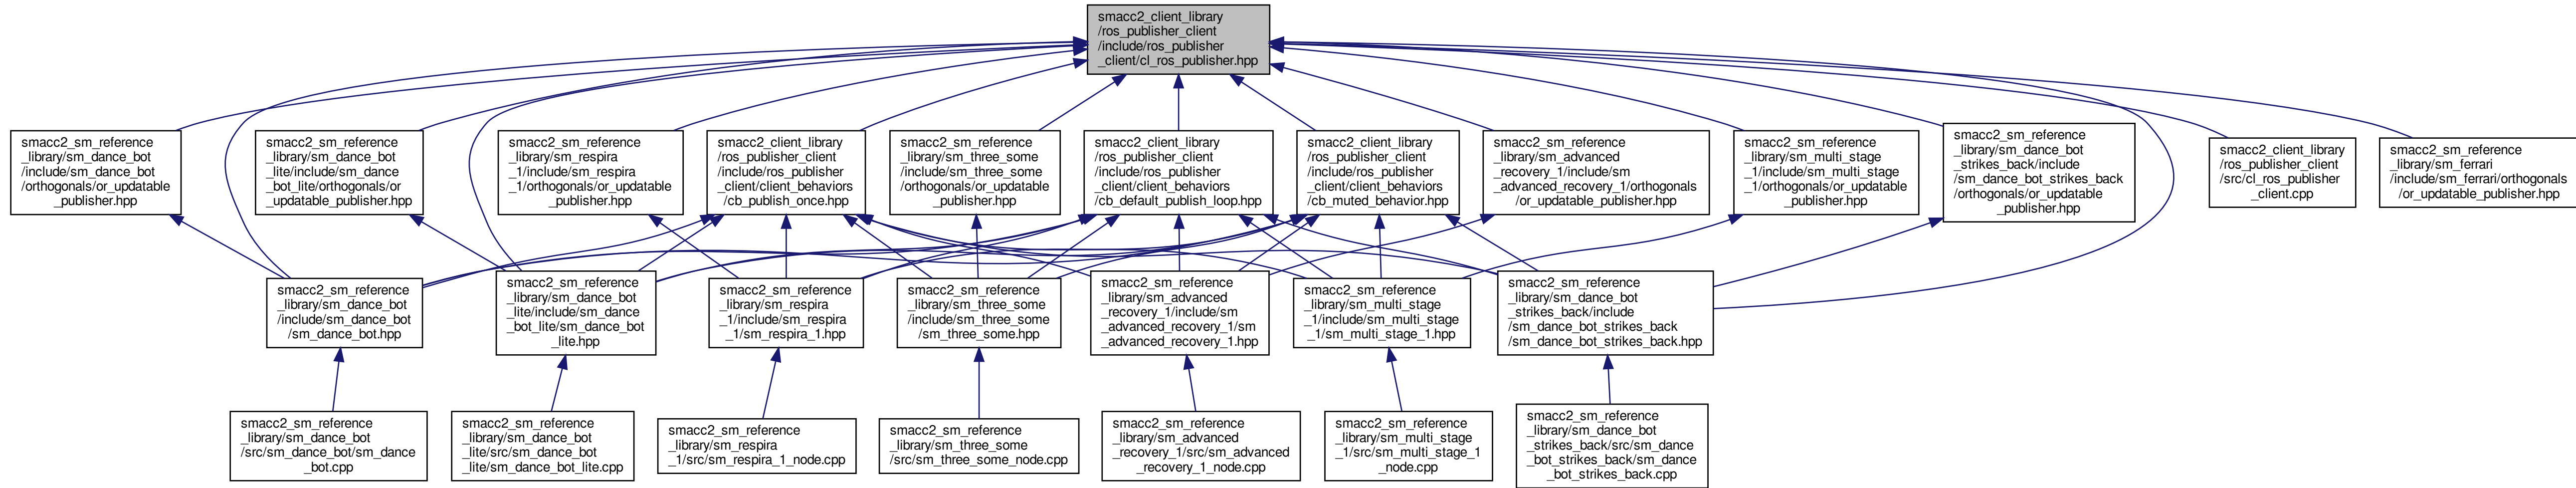 smacc2_client_library
/ros_publisher_client
/include/ros_publisher
_client/cl_ros_publisher.hpp
smacc2_sm_reference
_library/sm_dance_bot
/include/sm_dance_bot
/orthogonals/or_updatable
_publisher.hpp
smacc2_sm_reference
_library/sm_dance_bot
_lite/include/sm_dance
_bot_lite/orthogonals/or
_updatable_publisher.hpp
smacc2_sm_reference
_library/sm_respira
_1/include/sm_respira
_1/orthogonals/or_updatable
_publisher.hpp
smacc2_client_library
/ros_publisher_client
/include/ros_publisher
_client/client_behaviors
/cb_publish_once.hpp
smacc2_sm_reference
_library/sm_three_some
/include/sm_three_some
/orthogonals/or_updatable
_publisher.hpp
smacc2_client_library
/ros_publisher_client
/include/ros_publisher
_client/client_behaviors
/cb_default_publish_loop.hpp
smacc2_client_library
/ros_publisher_client
/include/ros_publisher
_client/client_behaviors
/cb_muted_behavior.hpp
smacc2_sm_reference
_library/sm_advanced
_recovery_1/include/sm
_advanced_recovery_1/orthogonals
/or_updatable_publisher.hpp
smacc2_sm_reference
_library/sm_multi_stage
_1/include/sm_multi_stage
_1/orthogonals/or_updatable
_publisher.hpp
smacc2_sm_reference
_library/sm_dance_bot
_strikes_back/include
/sm_dance_bot_strikes_back
/orthogonals/or_updatable
_publisher.hpp
smacc2_client_library
/ros_publisher_client
/src/cl_ros_publisher
_client.cpp
smacc2_sm_reference
_library/sm_ferrari
/include/sm_ferrari/orthogonals
/or_updatable_publisher.hpp
smacc2_sm_reference
_library/sm_dance_bot
/include/sm_dance_bot
/sm_dance_bot.hpp
smacc2_sm_reference
_library/sm_dance_bot
_lite/include/sm_dance
_bot_lite/sm_dance_bot
_lite.hpp
smacc2_sm_reference
_library/sm_respira
_1/include/sm_respira
_1/sm_respira_1.hpp
smacc2_sm_reference
_library/sm_three_some
/include/sm_three_some
/sm_three_some.hpp
smacc2_sm_reference
_library/sm_advanced
_recovery_1/include/sm
_advanced_recovery_1/sm
_advanced_recovery_1.hpp
smacc2_sm_reference
_library/sm_multi_stage
_1/include/sm_multi_stage
_1/sm_multi_stage_1.hpp
smacc2_sm_reference
_library/sm_dance_bot
_strikes_back/include
/sm_dance_bot_strikes_back
/sm_dance_bot_strikes_back.hpp
smacc2_sm_reference
_library/sm_dance_bot
/src/sm_dance_bot/sm_dance
_bot.cpp
smacc2_sm_reference
_library/sm_dance_bot
_lite/src/sm_dance_bot
_lite/sm_dance_bot_lite.cpp
smacc2_sm_reference
_library/sm_respira
_1/src/sm_respira_1_node.cpp
smacc2_sm_reference
_library/sm_three_some
/src/sm_three_some_node.cpp
smacc2_sm_reference
_library/sm_advanced
_recovery_1/src/sm_advanced
_recovery_1_node.cpp
smacc2_sm_reference
_library/sm_multi_stage
_1/src/sm_multi_stage_1
_node.cpp
smacc2_sm_reference
_library/sm_dance_bot
_strikes_back/src/sm_dance
_bot_strikes_back/sm_dance
_bot_strikes_back.cpp